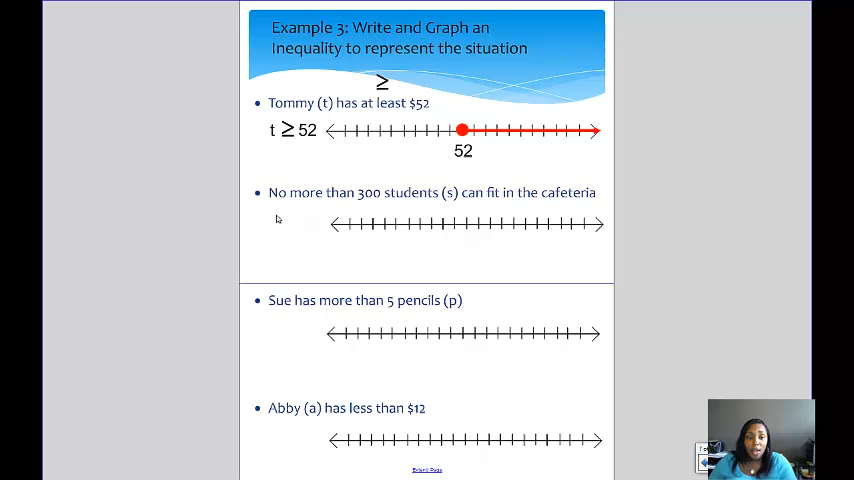 Example 3: Write and Graph an
Inequality to represent the situation
≥
• Tommy (t) has at least $52
t ≥ 52
52
• No more than 300 students (s) can fit in the cafeteria
• Sue has more than 5 pencils (p)
• Abby (a) has less than $12
Extend Page